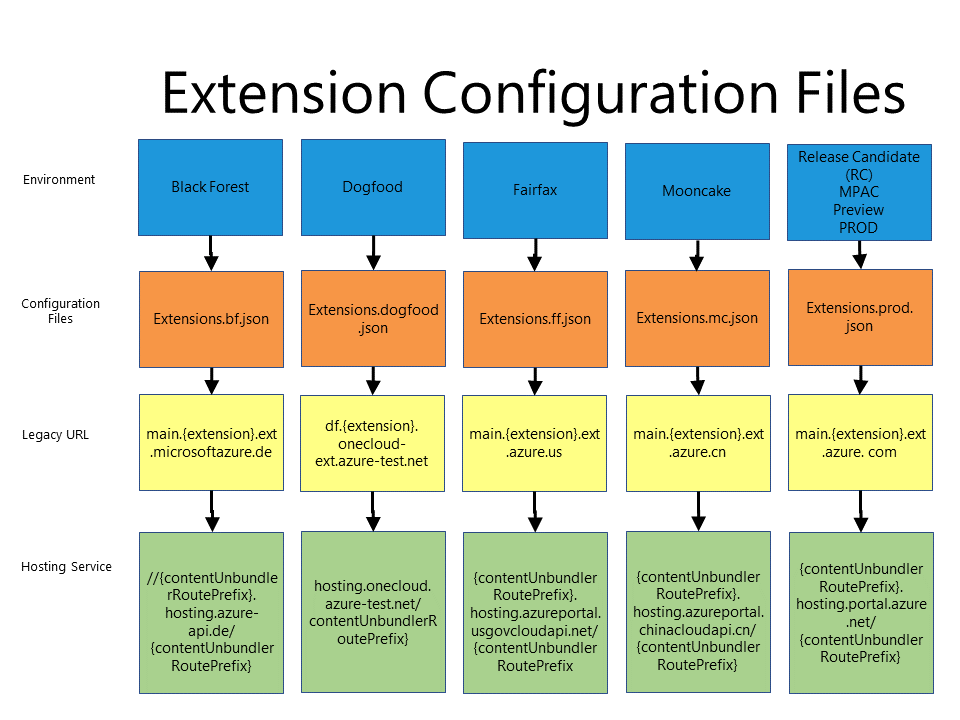 Extension Configuration Files
Environment
Black Forest
Dogfood
Fairfax
Mooncake
Release Candidate
(RC)
MPAC
Preview
PROD
Configuration
Files
Extensions.bf.json
Extensions.dogfood
.json
Extensions.ff.json
Extensions.mc.json
Extensions.prod.
json
Legacy URL
main.{extension}.ext
.microsoftazure.de
df.{extension}.
onecloud-
ext.azure-test.net
main.{extension}.ext
.azure.us
main.{extension}.ext
.azure.cn
main.{extension}.ext
.azure. com
Hosting Service
//{contentUnbundle
rRoutePrefix}.
hosting.azure-
api.de/
{contentUnbundler
RoutePrefix}
hosting.onecloud.
azure-test.net/
contentUnbundlerR
outePrefix}
{contentUnbundler
RoutePrefix}.
hosting.azureportal.
usgovcloudapi.net/
{contentUnbundler
RoutePrefix
{contentUnbundler
RoutePrefix}.
hosting.azureportal.
chinacloudapi.cn/
{contentUnbundler
RoutePrefix}
{contentUnbundler
RoutePrefix}.
hosting.portal.azure
.net/
{contentUnbundler
RoutePrefix}